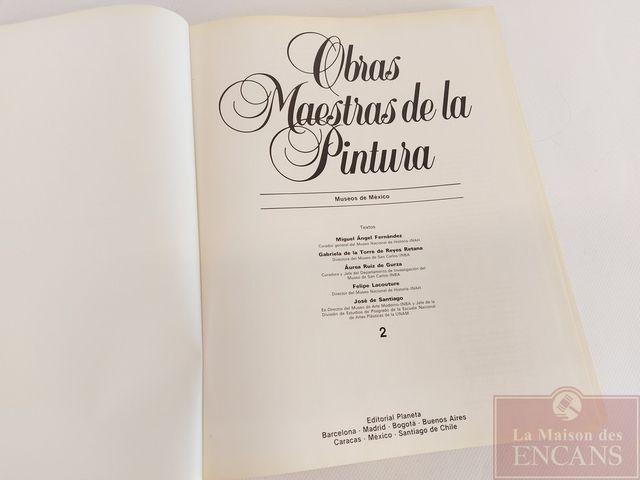 Obras
Maestras de la
Pintura
Museos de México
Textos
Miguel Ángel Fernández
Curador general del Museo Nacional de Historia-INAH
Gabriela de la Torre de Reyes Retana
Directora del Museo de San Carlos-INBA
Áurea Ruiz de Gurza
Curadora y Jefa del Departamento de Investigación del
Museo de San Carlos-INBA
Felipe Lacouture
Director del Museo Nacional de Historia-INAH
José de Santiago
Ex Director del Museo de Arte Moderno-INBA y Jefe de la
División de Estudios de Posgrado de la Escuela Nacional
de Artes Plásticas de la UNAM
2
Editorial Planeta
Barcelona · Madrid · Bogotá · Buenos Aires
Caracas · México · Santiago de Chile
La Maison des
ENCANS